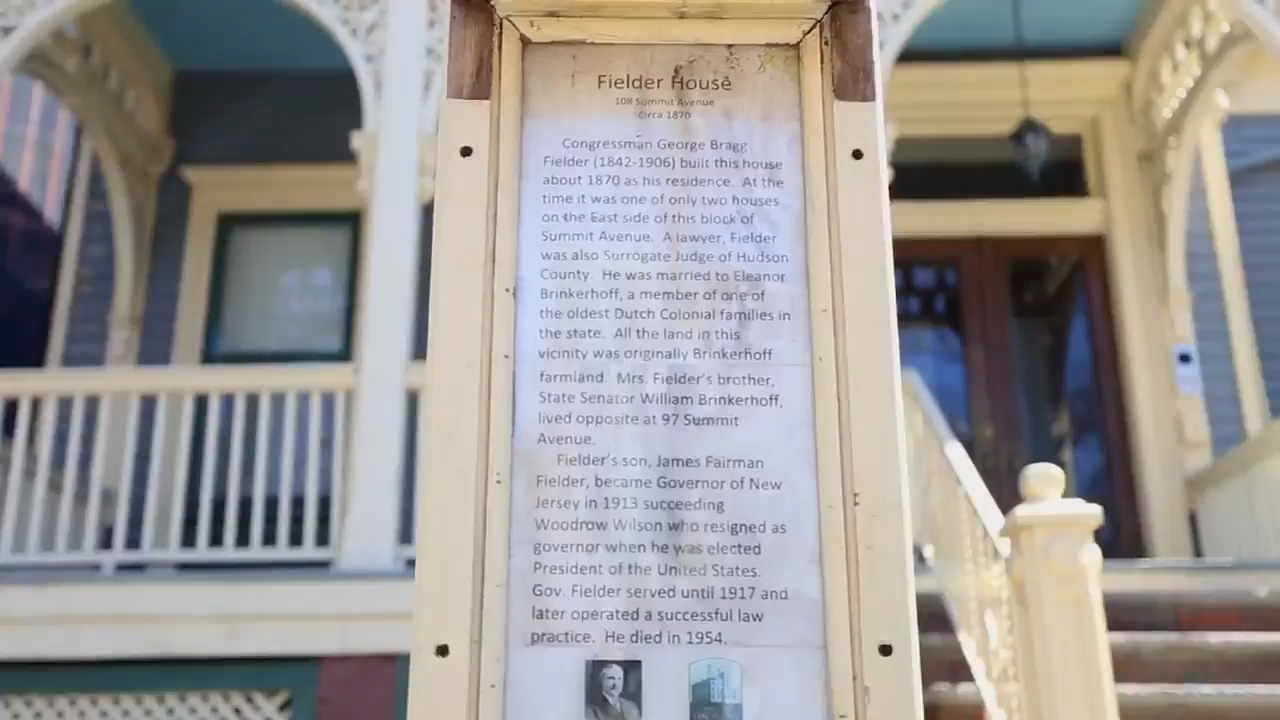 Fielder House
108 Summit Avenue
Circa 1870
Congressman George Bragg
Fielder (1842-1906) built this house
about 1870 as his residence. At the
time it was one of only two houses
on the East side of this block of
Summit Avenue. A lawyer, Fielder
was also Surrogate Judge of Hudson
County. He was married to Eleanor
Brinkerhoff, a member of one of
the oldest Dutch Colonial families in
the state. All the land in this
vicinity was originally Brinkerhoff
farmland. Mrs. Fielder's brother,
State Senator William Brinkerhoff,
lived opposite at 97 Summit
Avenue.
Fielder's son, James Fairman
Fielder, became Governor of New
Jersey in 1913 succeeding
Woodrow Wilson who resigned as
governor when he was elected
President of the United States.
Gov. Fielder served until 1917 and
later operated a successful law
practice. He died in 1954.